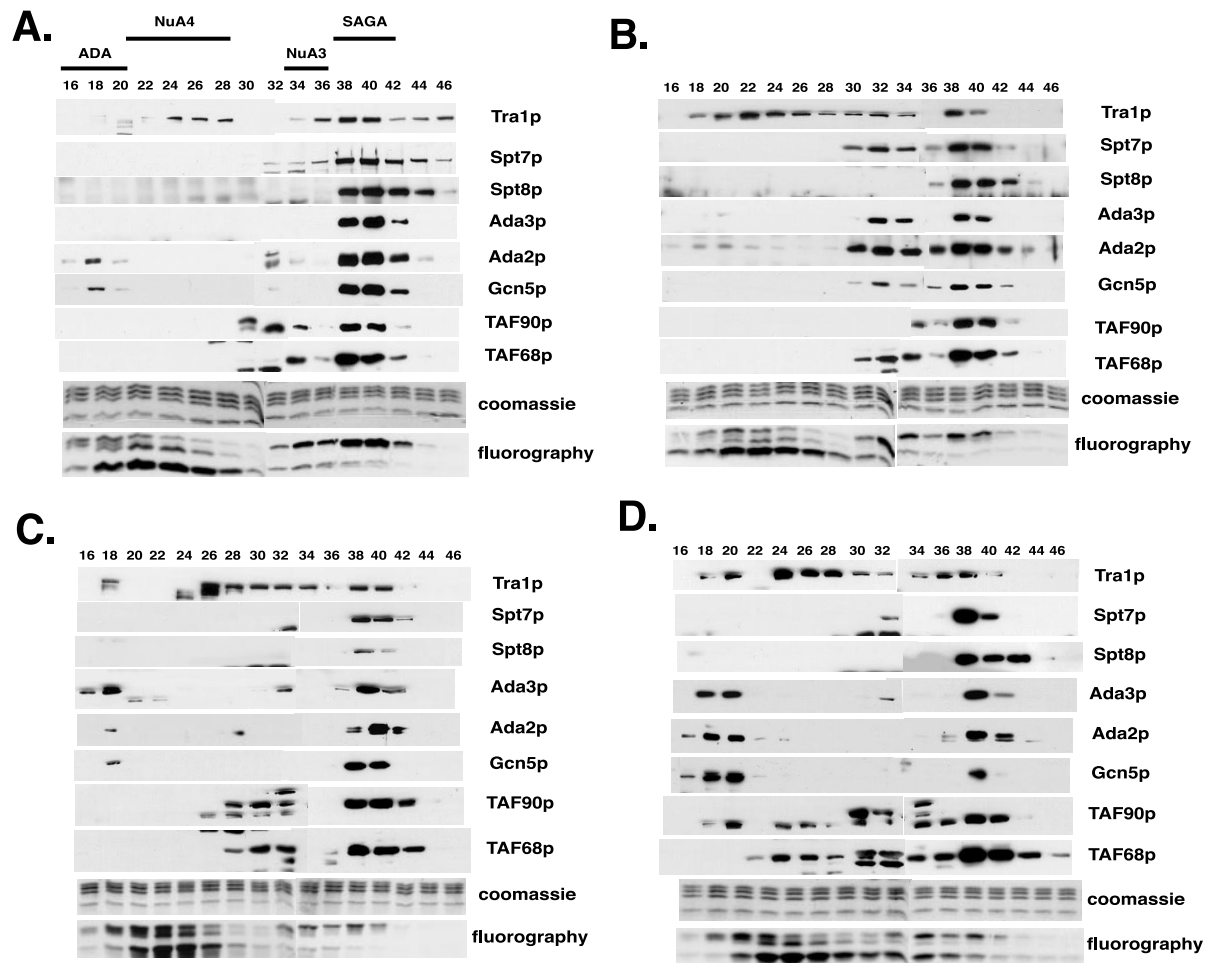 A.
NuA4
SAGA
ADA
NuA3
16 18 20 22 24 26 28 30 32 34 36 38 40 42 44 46
Tra1p
Spt7p
Spt8p
Ada3p
Ada2p
Gcn5p
TAF90p
TAF68p
coomassie
fluorography
B.
16 18 20 22 24 26 28 30 32 34 36 38 40 42 44 46
Tra1p
Spt7p
Spt8p
Ada3p
Ada2p
Gcn5p
TAF90p
TAF68p
coomassie
fluorography
C.
16 18 20 22 24 26 28 30 32 34 36 38 40 42 44 46
Tra1p
Spt7p
Spt8p
Ada3p
Ada2p
Gcn5p
TAF90p
TAF68p
coomassie
fluorography
D.
16 18 20 22 24 26 28 30 32 34 36 38 40 42 44 46
Tra1p
Spt7p
Spt8p
Ada3p
Ada2p
Gcn5p
TAF90p
TAF68p
coomassie
fluorography